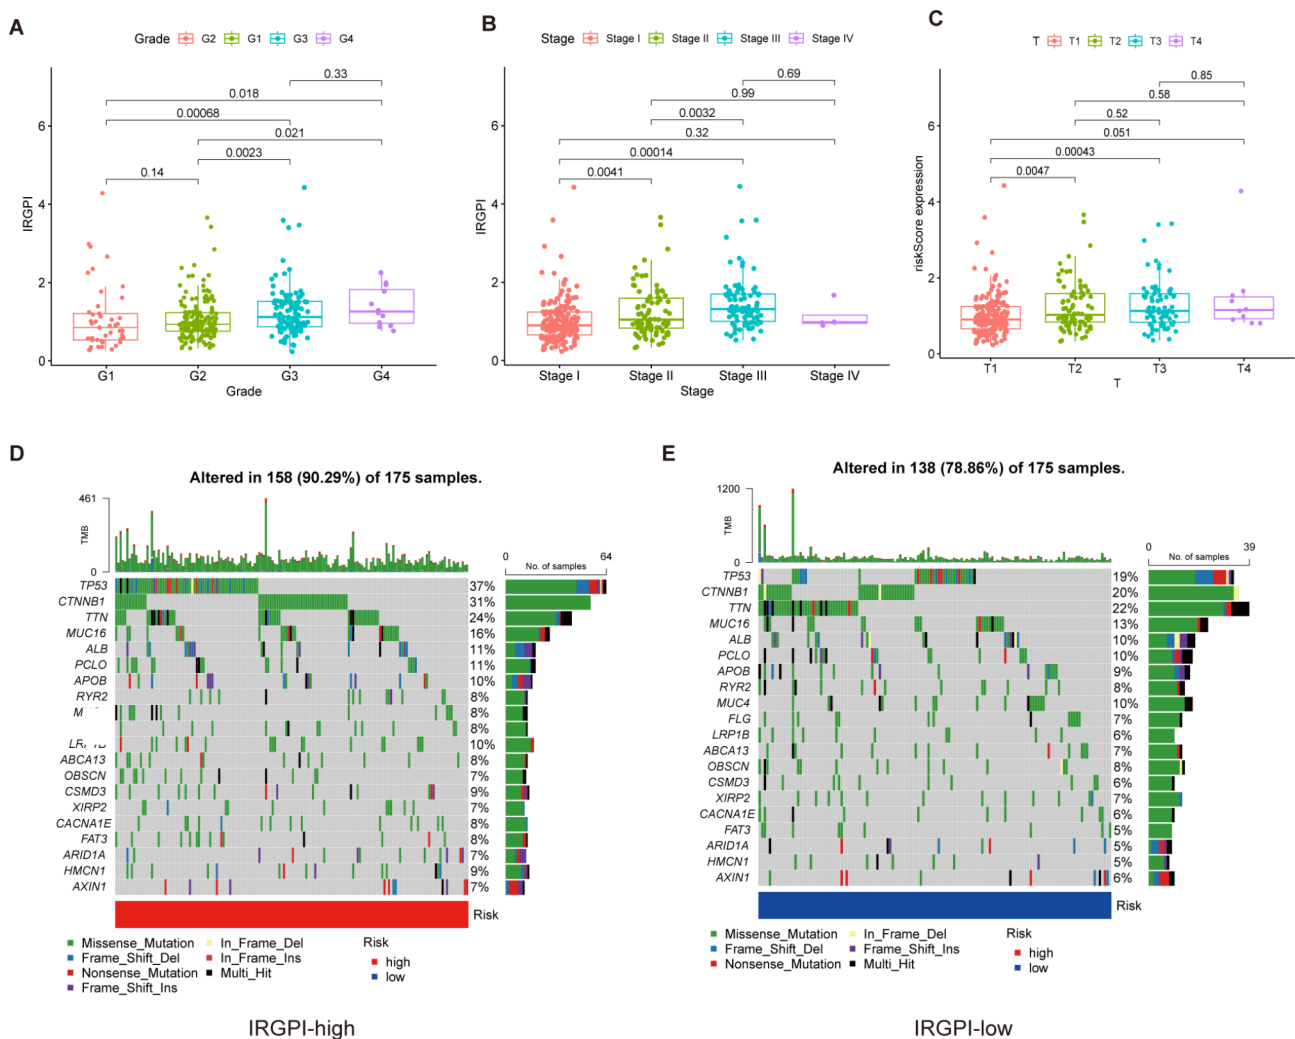 A
Grade G2 G1 G3 G4
0.33
0.018
0.00068
0.021
0.0023
0.14
IRGPI
6
4
2
0
G1 G2 G3 G4
Grade
B
Stage Stage I Stage II Stage III Stage IV
0.69
0.99
0.0032
0.32
0.00014
0.0041
IRGPI
6
4
2
0
Stage I Stage II Stage III Stage IV
Stage
C
T T1 T2 T3 T4
0.85
0.58
0.52
0.051
0.00043
0.0047
riskScore expression
6
4
2
0
T1 T2 T3 T4
T
D
Altered in 158 (90.29%) of 175 samples.
461
TMB
0
0 64
No. of samples
TP53 37%
CTNNB1 31%
TTN 24%
MUC16 16%
ALB 11%
PCLO 11%
APOB 10%
RYR2 8%
8%
8%
10%
ABCA13 8%
OBSCN 7%
CSMD3 9%
XIRP2 7%
CACNA1E 8%
FAT3 8%
ARID1A 7%
HMCN1 9%
AXIN1 7%
Risk
Missense_Mutation In_Frame_Del Risk
Frame_Shift_Del In_Frame_Ins high
Nonsense_Mutation Multi_Hit low
Frame_Shift_Ins
IRGPI-high
E
Altered in 138 (78.86%) of 175 samples.
1200
TMB
0
0 39
No. of samples
TP53 19%
CTNNB1 20%
TTN 22%
MUC16 13%
ALB 10%
PCLO 10%
APOB 9%
RYR2 8%
MUC4 10%
FLG 7%
LRP1B 6%
ABCA13 7%
OBSCN 8%
CSMD3 6%
XIRP2 7%
CACNA1E 6%
FAT3 5%
ARID1A 5%
HMCN1 5%
AXIN1 6%
Risk
Missense_Mutation In_Frame_Del Risk
Frame_Shift_Del Frame_Shift_Ins high
Nonsense_Mutation Multi_Hit low
IRGPI-low